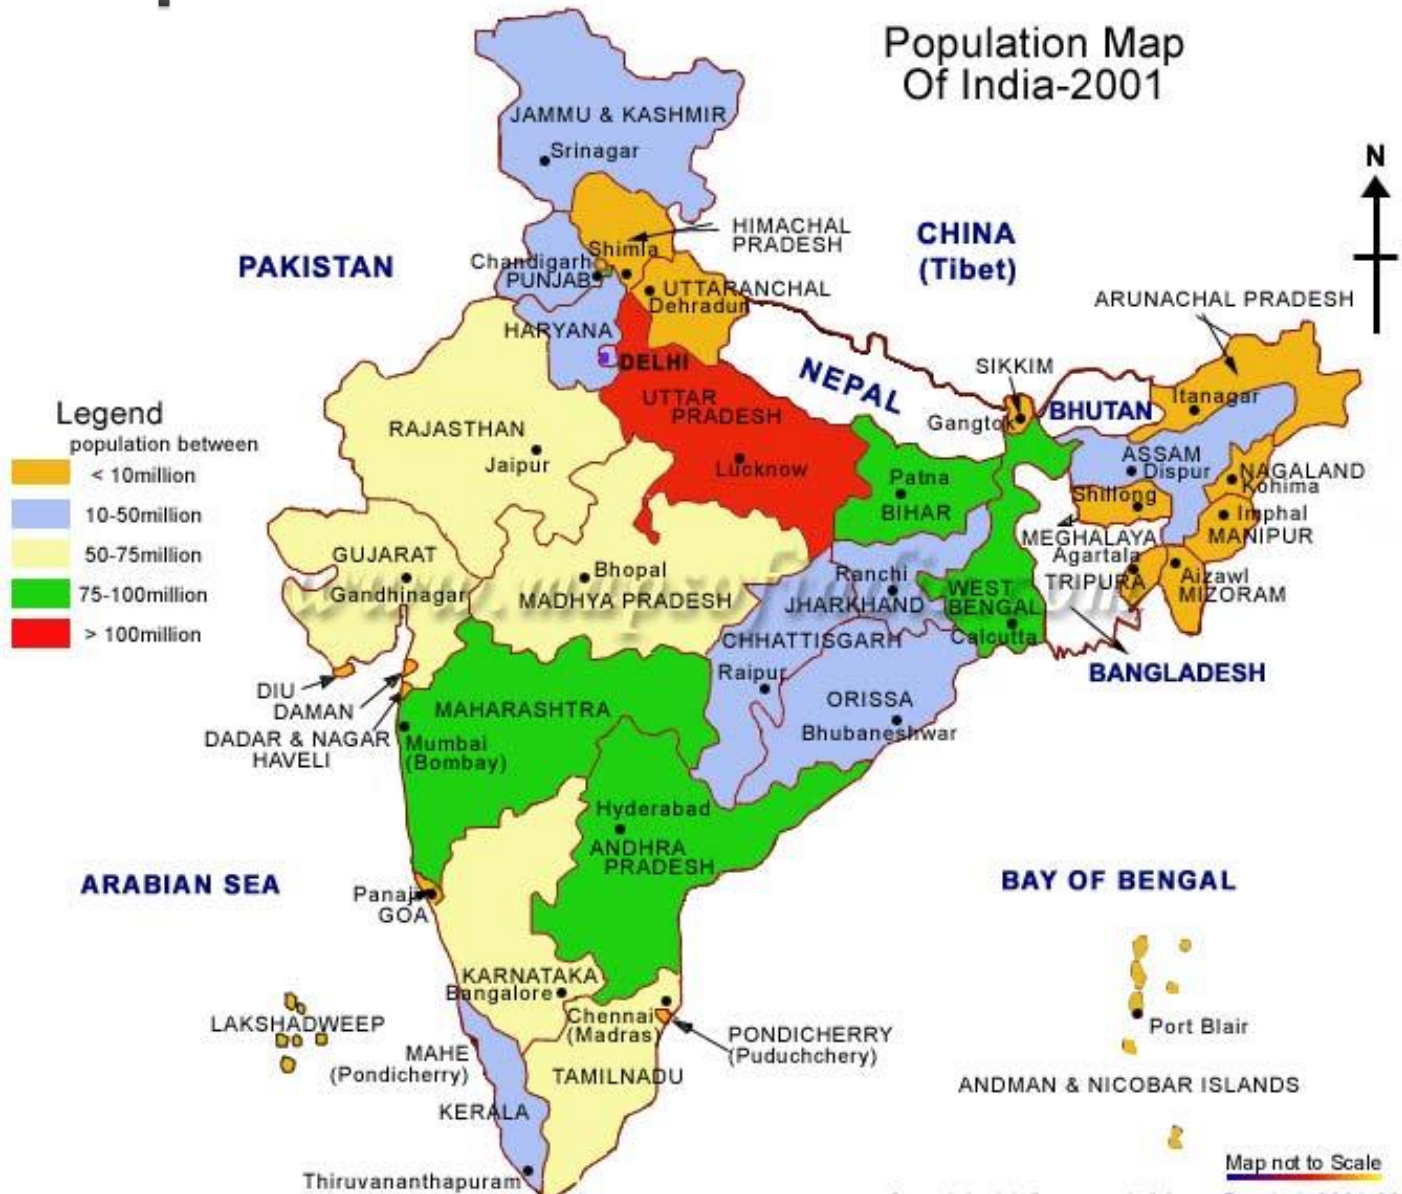 Population Map
Of India-2001
N
JAMMU & KASHMIR
Srinagar
HIMACHAL
PRADESH
CHINA
(Tibet)
PAKISTAN
Shimla
Chandigarh
PUNJAB
UTTARANCHAL
Dehradun
ARUNACHAL PRADESH
HARYANA
DELHI
NEPAL
SIKKIM
Gangtok
BHUTAN
Itanagar
UTTAR
PRADESH
Lucknow
Legend
population between
< 10million
10-50million
50-75million
75-100million
> 100million
RAJASTHAN
Jaipur
Patna
BIHAR
ASSAM
Dispur
NAGALAND
Kohima
Shillong
Imphal
MANIPUR
MEGHALAYA
Agartala
TRIPURA
Aizawl
MIZORAM
GUJARAT
Gandhinagar
Bhopal
MADHYA PRADESH
Ranchi
JHARKHAND
WEST
BENGAL
Calcutta
BANGLADESH
CHHATTISGARH
Raipur
ORISSA
Bhubaneshwar
DIU
DAMAN
DADAR & NAGAR
HAVELI
MAHARASHTRA
Mumbai
(Bombay)
Hyderabad
ANDHRA
PRADESH
ARABIAN SEA
BAY OF BENGAL
Panaji
GOA
KARNATAKA
Bangalore
Chennai
(Madras)
PONDICHERRY
(Puduchchery)
LAKSHADWEEP
MAHE
(Pondicherry)
TAMILNADU
KERALA
Thiruvananthapuram
Port Blair
ANDMAN & NICOBAR ISLANDS
Map not to Scale